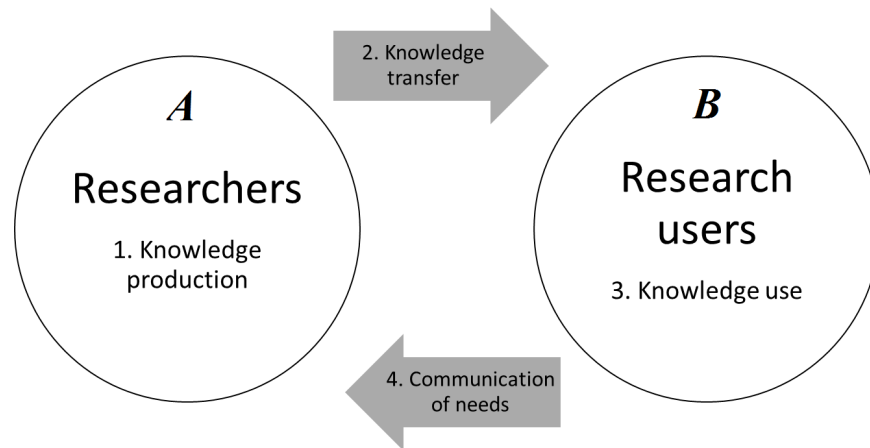 2. Knowledge
transfer
A
Researchers
1. Knowledge
production
B
Research
users
3. Knowledge use
4. Communication
of needs